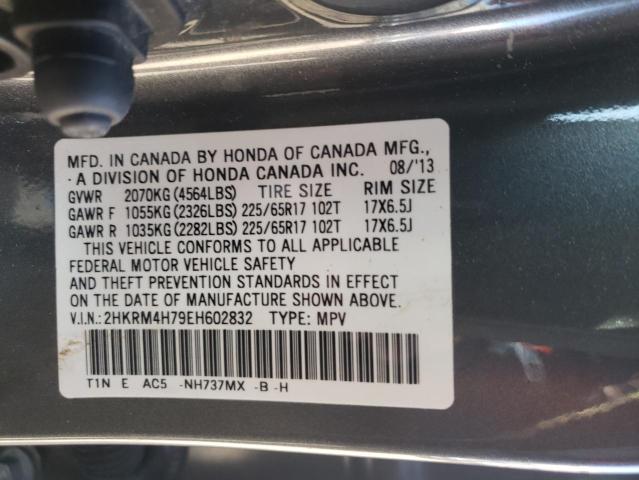 MFD. IN CANADA BY HONDA OF CANADA MFG.,
A DIVISION OF HONDA CANADA INC. 08/'13
GVWR 2070KG (4564LBS) TIRE SIZE RIM SIZE
GAWR F 1055KG (2326LBS) 225/65R17 102T 17X6.5J
GAWR R 1035KG (2282LBS) 225/65R17 102T 17X6.5J
THIS VEHICLE CONFORMS TO ALL APPLICABLE
FEDERAL MOTOR VEHICLE SAFETY
AND THEFT PREVENTION STANDARDS IN EFFECT
ON THE DATE OF MANUFACTURE SHOWN ABOVE.
V.I.N.: 2HKRM4H79EH602832 TYPE: MPV
T1N E AC5 -NH737MX -B -H